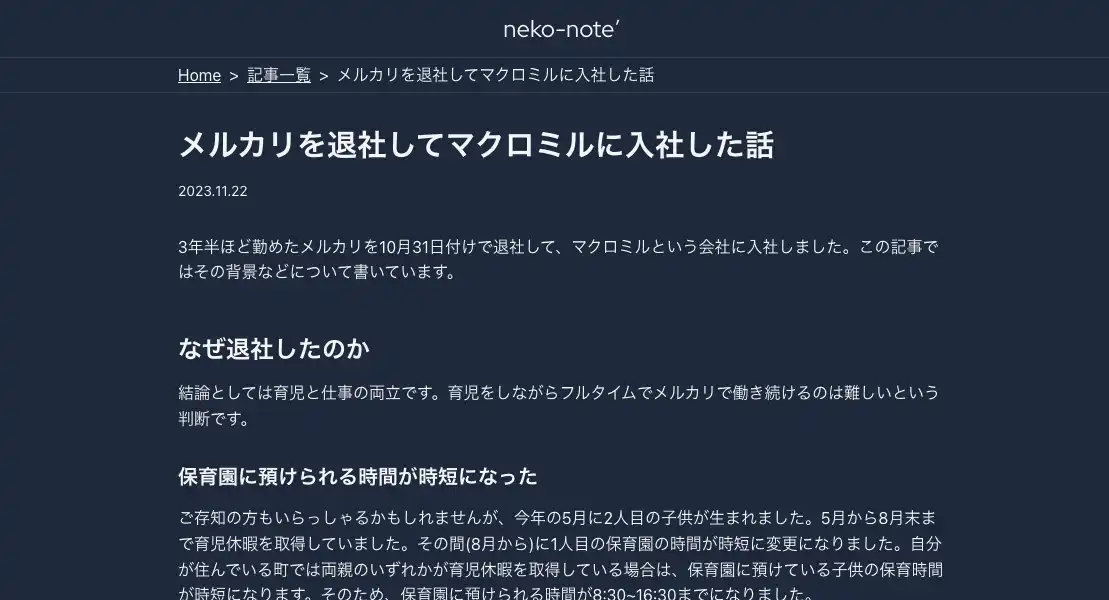 neko-note′
Home > 記事一覧 > メルカリを退社してマクロミルに入社した話
メルカリを退社してマクロミルに入社した話
2023.11.22
3年半ほど勤めたメルカリを10月31日付けで退社して、マクロミルという会社に入社しました。この記事で
はその背景などについて書いています。
なぜ退社したのか
結論としては育児と仕事の両立です。育児をしながらフルタイムでメルカリで働き続けるのは難しいという
判断です。
保育園に預けられる時間が時短になった
ご存知の方もいらっしゃるかもしれませんが、今年の5月に2人目の子供が生まれました。5月から8月末ま
で育児休暇を取得していました。その間(8月から)に1人目の保育園の時間が時短に変更になりました。自分
が住んでいる町では両親のいずれかが育児休暇を取得している場合は、保育園に預けている子供の保育時間
が時短になります。そのため、保育園に預けられる時間が8:30~16:30までになりました。